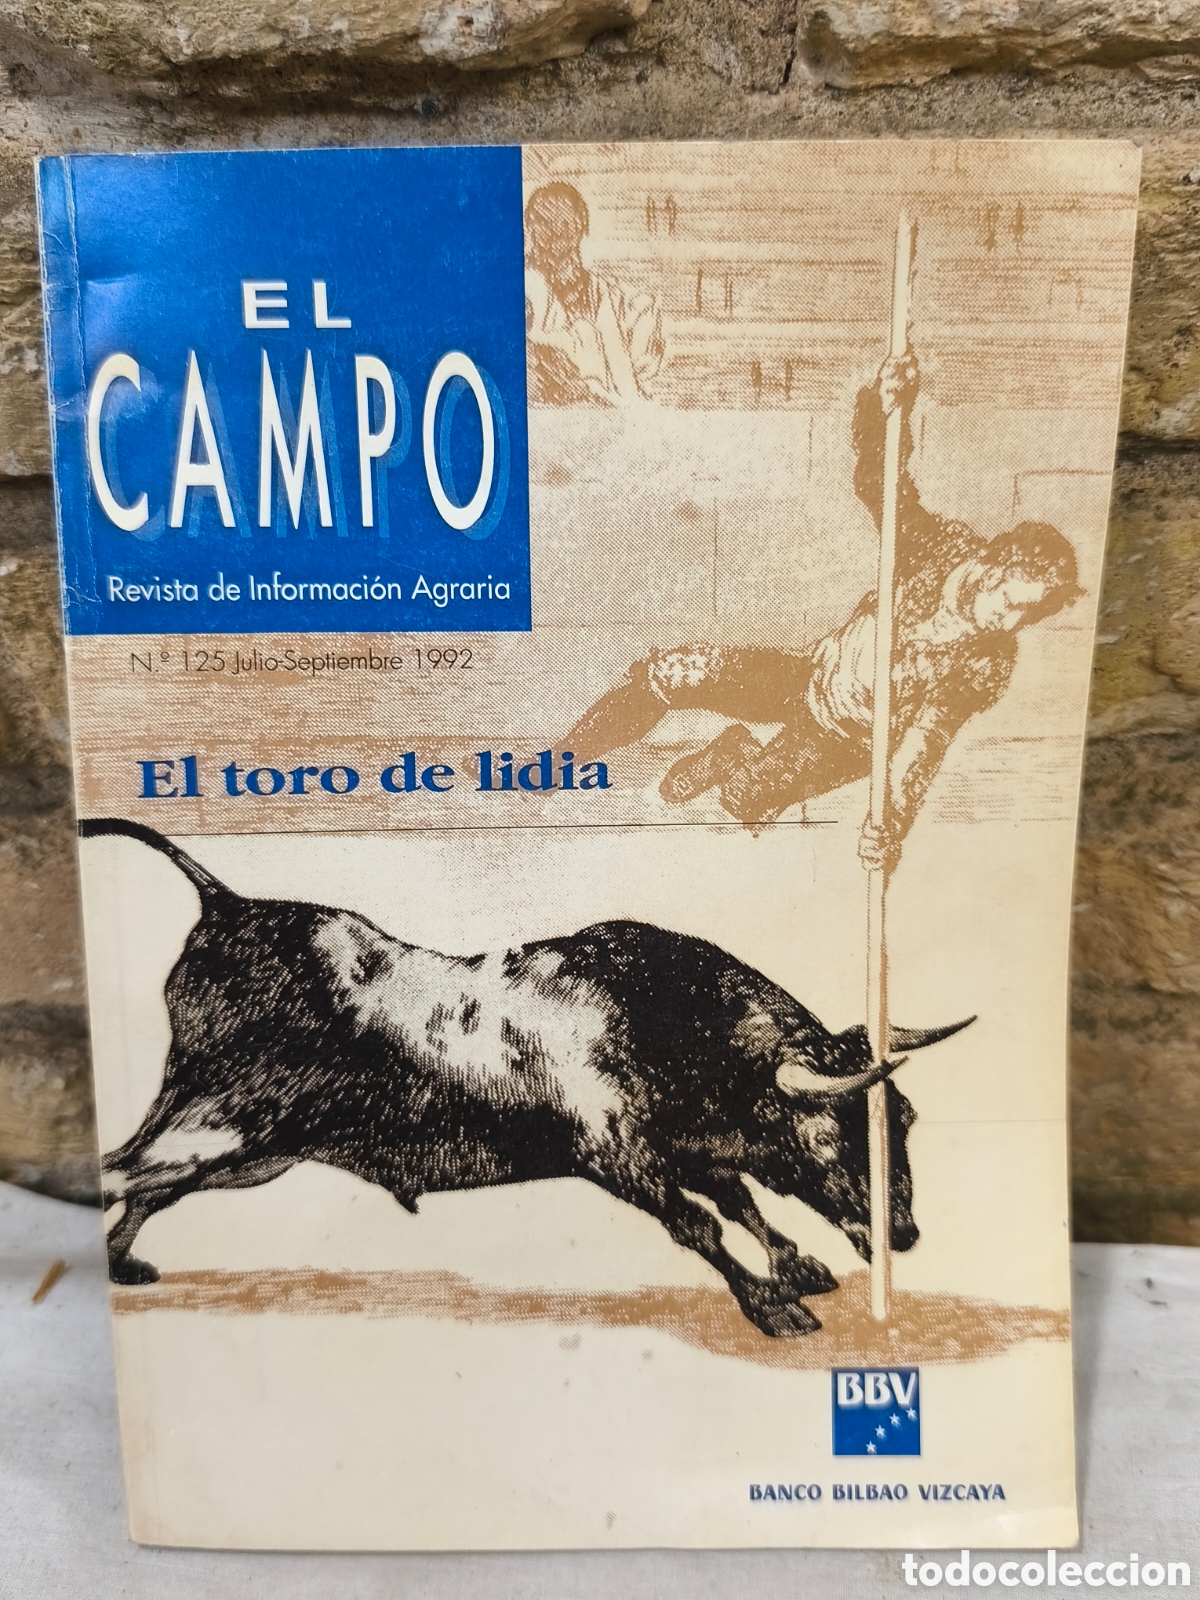 EL
CAMPO
Revista de Información Agraria
N.º 125 Julio-Septiembre 1992
El toro de lidia
BBV
BANCO BILBAO VIZCAYA
todocoleccion